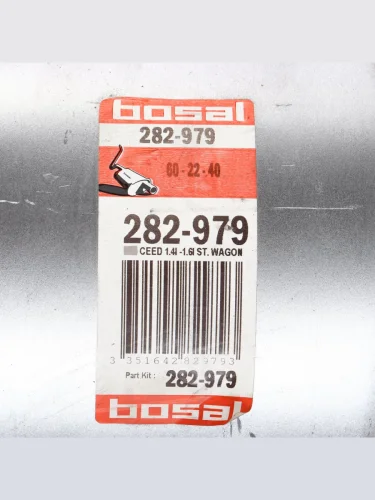 bosal
282-979
60-22-40
282-979
CEED 1.4I -1.6I ST. WAGON
3 351642 829793
Part.Kit : 282-979
bosal